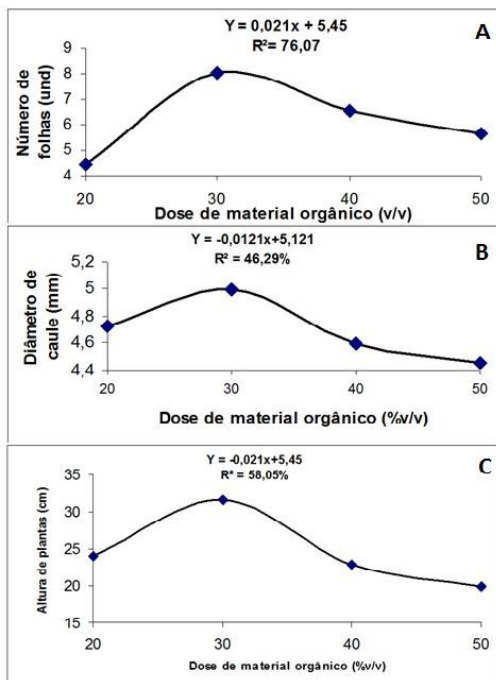 Y = 0,021x + 5,45
R²= 76,07
A
Número de
folhas (und)
9
8
7
6
5
4
20
30
40
50
Dose de material orgânico (v/v)
Y = -0,0121x+5,121
R² = 46,29%
B
Diâmetro de
caule (mm)
5,2
5
4,8
4,6
4,4
20
30
40
50
Dose de material orgânico (%v/v)
Y = -0,021x+5,45
R² = 58,05%
C
Altura de plantas (cm)
35
30
25
20
15
20
30
40
50
Dose de material orgânico (%v/v)